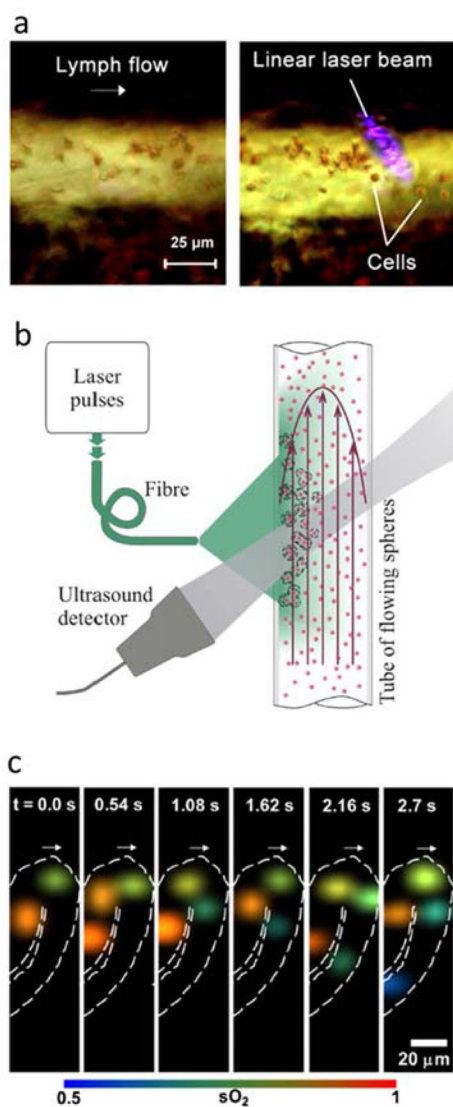 a
Lymph flow
25 μm
Linear laser beam
Cells
b
Laser
pulses
Fibre
Ultrasound
detector
Tube of flowing spheres
c
t = 0.0 s
0.54 s
1.08 s
1.62 s
2.16 s
2.7 s
20 μm
0.5
sO₂
1